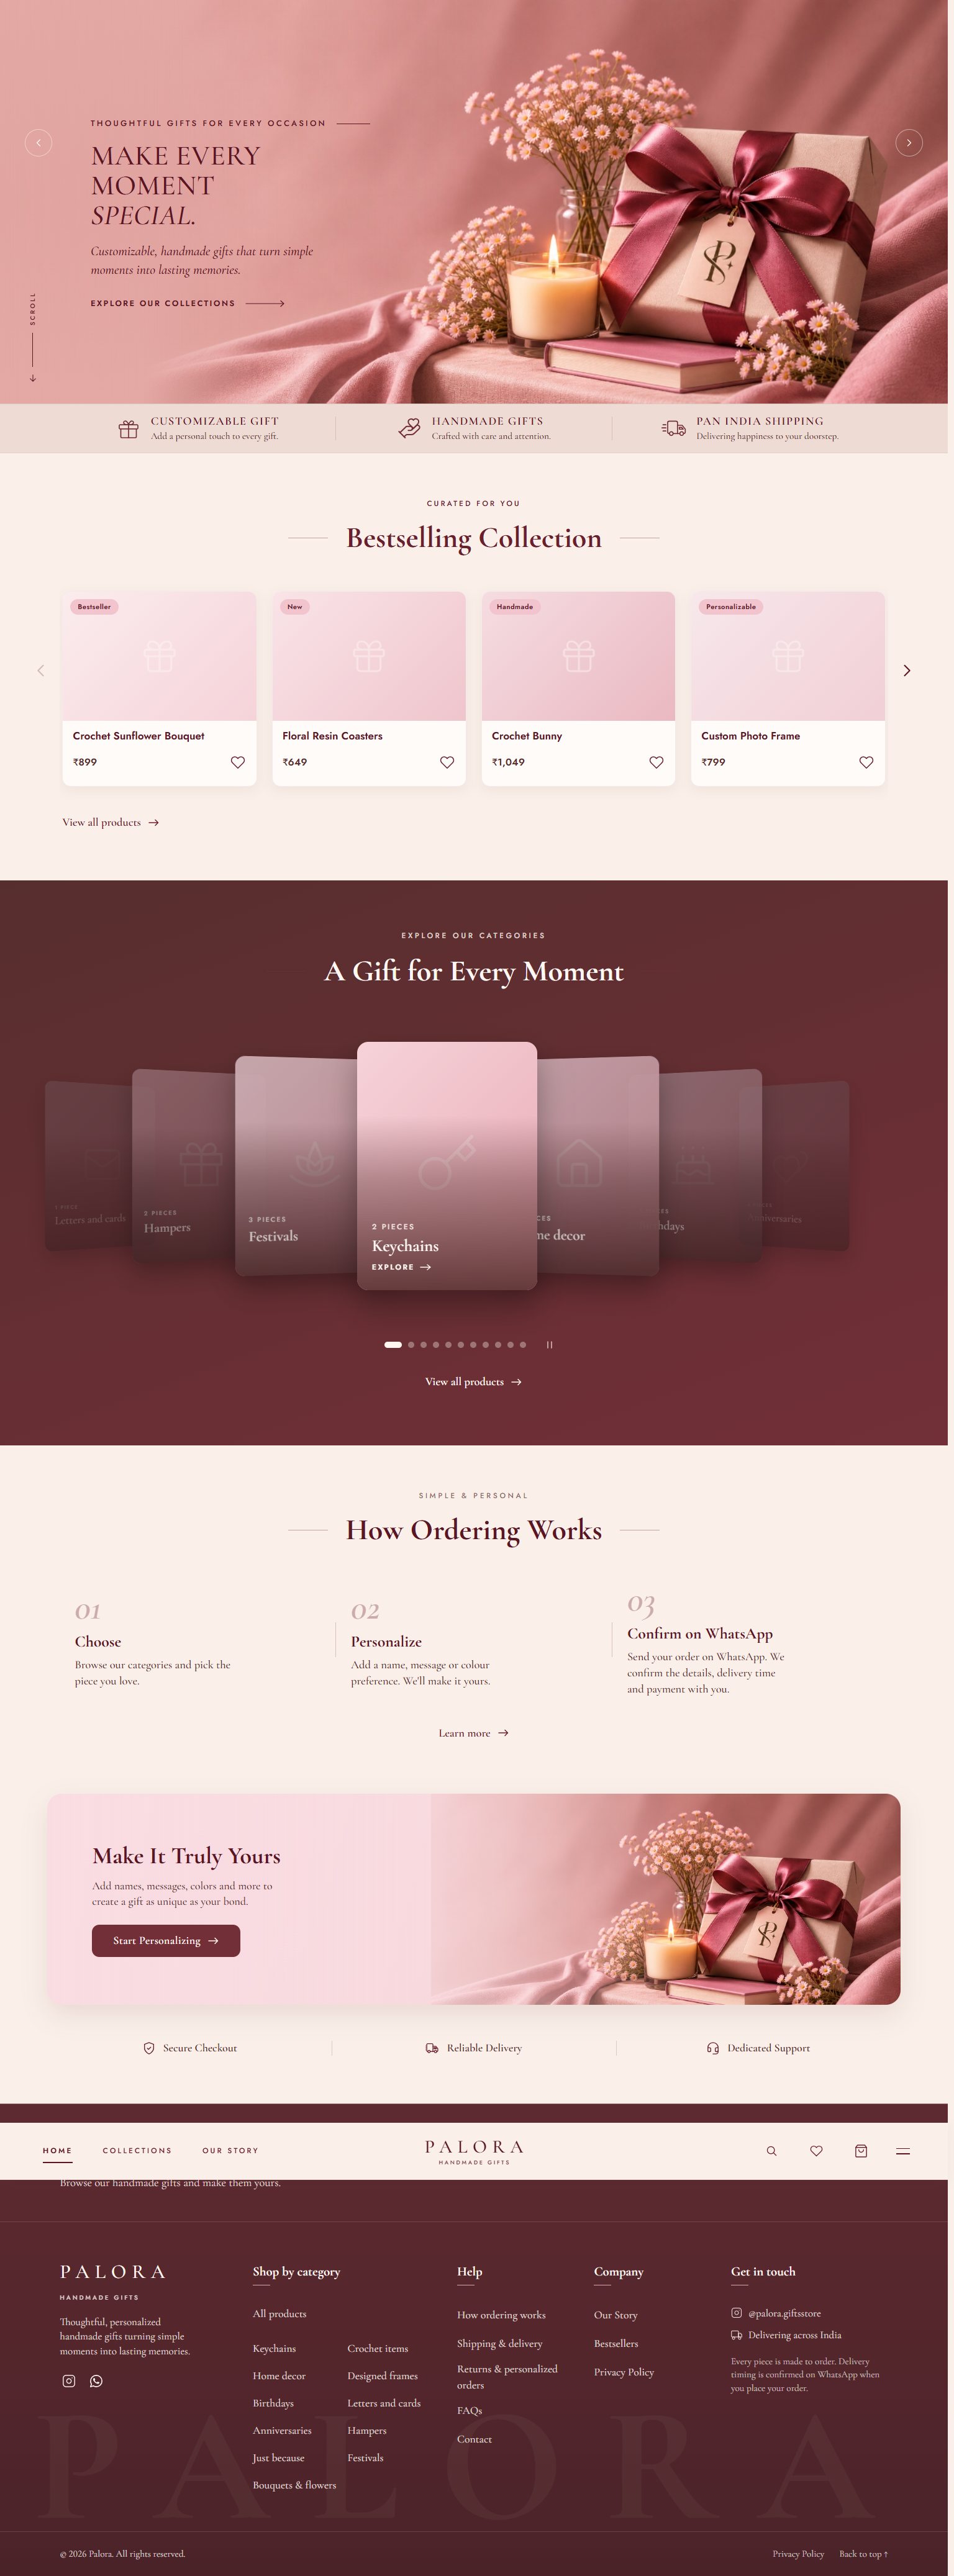 THOUGHTFUL GIFTS FOR EVERY OCCASION
MAKE EVERY
MOMENT
SPECIAL.
Customizable, handmade gifts that turn simple
moments into lasting memories.
EXPLORE OUR COLLECTIONS
SCROLL
CUSTOMIZABLE GIFT
Add a personal touch to every gift.
HANDMADE GIFTS
Crafted with care and attention.
PAN INDIA SHIPPING
Delivering happiness to your doorstep.
CURATED FOR YOU
Bestselling Collection
Bestseller
New
Handmade
Personalizable
Crochet Sunflower Bouquet
₹899
Floral Resin Coasters
₹649
Crochet Bunny
₹1,049
Custom Photo Frame
₹799
View all products
EXPLORE OUR CATEGORIES
A Gift for Every Moment
1 PIECE
Letters and cards
2 PIECES
Hampers
3 PIECES
Festivals
2 PIECES
Keychains
EXPLORE
CES
me decor
ES
hdays
niversaries
View all products
SIMPLE & PERSONAL
How Ordering Works
01
Choose
Browse our categories and pick the
piece you love.
02
Personalize
Add a name, message or colour
preference. We'll make it yours.
03
Confirm on WhatsApp
Send your order on WhatsApp. We
confirm the details, delivery time
and payment with you.
Learn more
Make It Truly Yours
Add names, messages, colors and more to
create a gift as unique as your bond.
Start Personalizing
Secure Checkout
Reliable Delivery
Dedicated Support
HOME
COLLECTIONS
OUR STORY
PALORA
HANDMADE GIFTS
Browse our handmade gifts and make them yours.
PALORA
HANDMADE GIFTS
Thoughtful, personalized
handmade gifts turning simple
moments into lasting memories.
Shop by category
All products
Keychains
Crochet items
Home decor
Designed frames
Birthdays
Letters and cards
Anniversaries
Hampers
Just because
Festivals
Bouquets & flowers
Help
How ordering works
Shipping & delivery
Returns & personalized
orders
FAQs
Contact
Company
Our Story
Bestsellers
Privacy Policy
Get in touch
@palora.giftsstore
Delivering across India
Every piece is made to order. Delivery
timing is confirmed on WhatsApp when
you place your order.
PALORA
© 2026 Palora. All rights reserved.
Privacy Policy
Back to top ↑